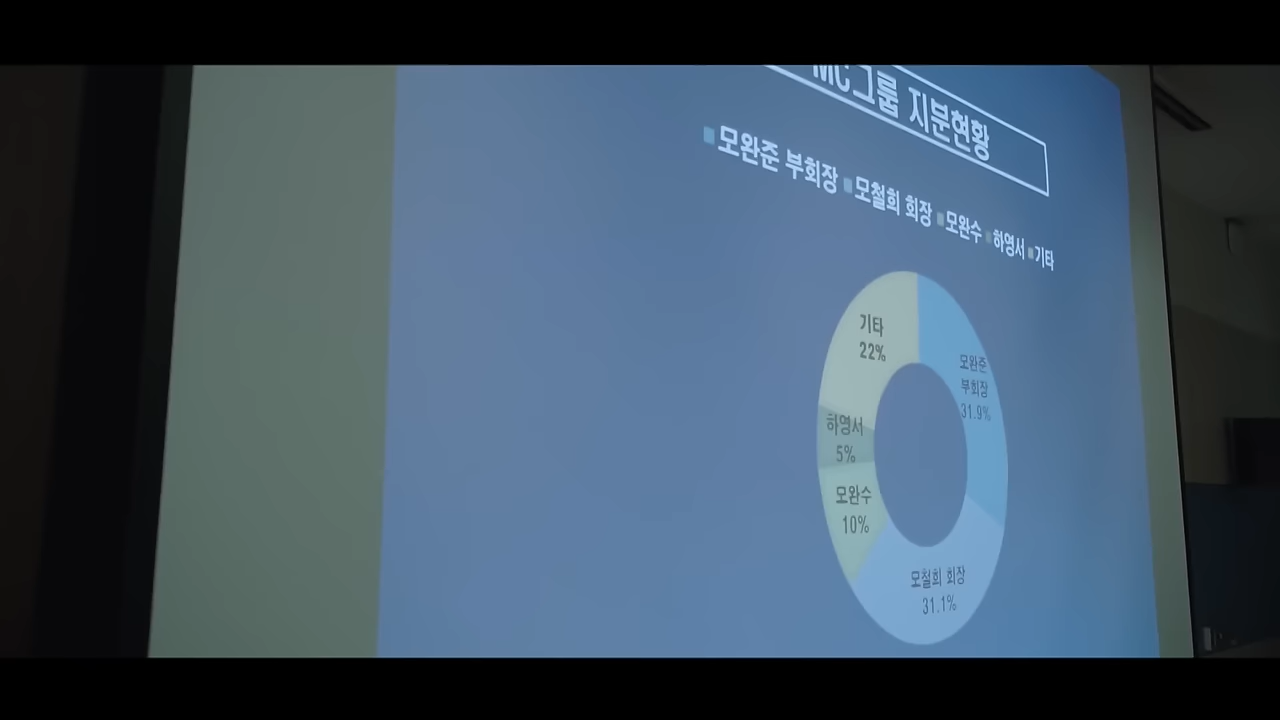 MC그룹 지분현황
모완준 부회장 모철희 회장 모완수 하영서 기타
기타
22%
모완준
부회장
31.9%
하영서
5%
모완수
10%
모철희 회장
31.1%